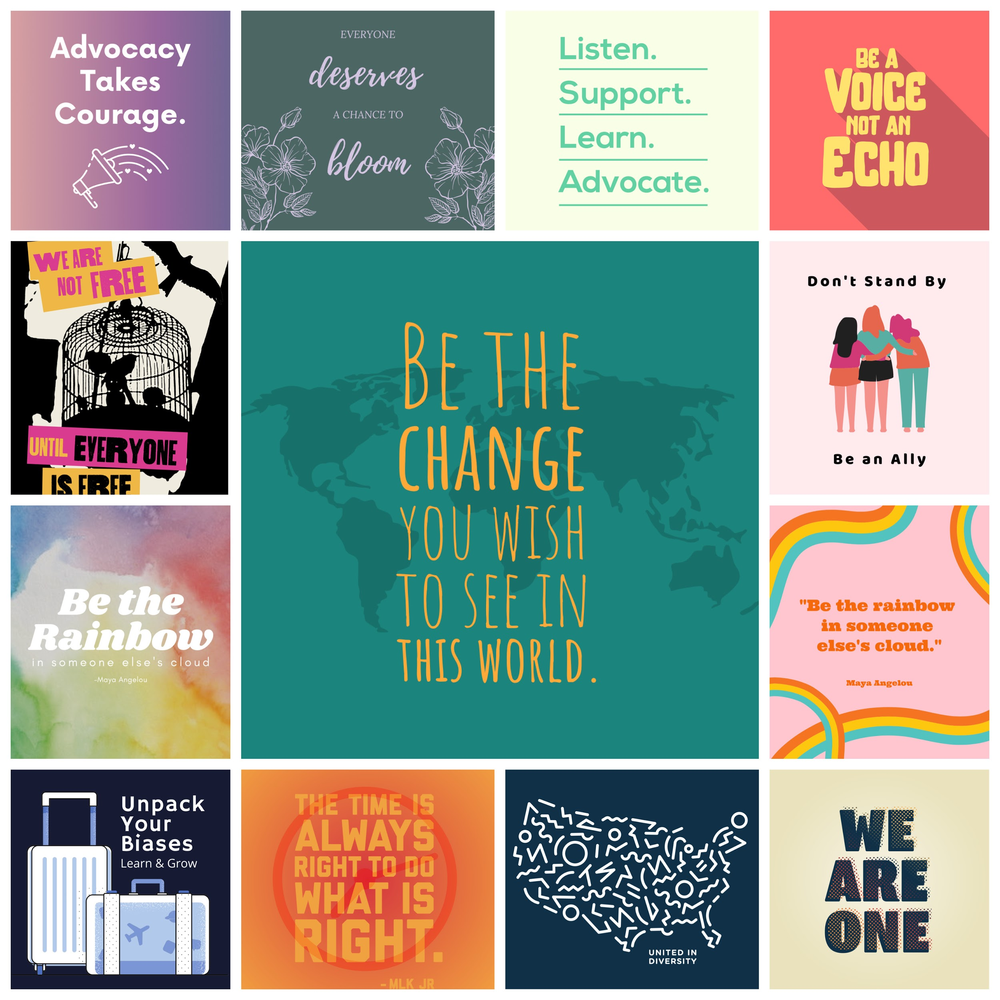 Advocacy
Takes
Courage.
EVERYONE
deserves
A CHANCE TO
bloom
Listen.
Support.
Learn.
Advocate.
BE A
VOICE
NOT AN
ECHO
WE ARE
NOT FREE
UNTIL EVERYONE
IS FREE
BE THE
CHANGE
YOU WISH
TO SEE IN
THIS WORLD.
Don't Stand By
Be an Ally
Be the
Rainbow
in someone else's cloud
-Maya Angelou
"Be the rainbow
in someone
else's cloud."
Maya Angelou
Unpack
Your
Biases
Learn & Grow
THE TIME IS
ALWAYS
RIGHT TO DO
WHAT IS
RIGHT.
- MLK JR
UNITED IN
DIVERSITY
WE
ARE
ONE